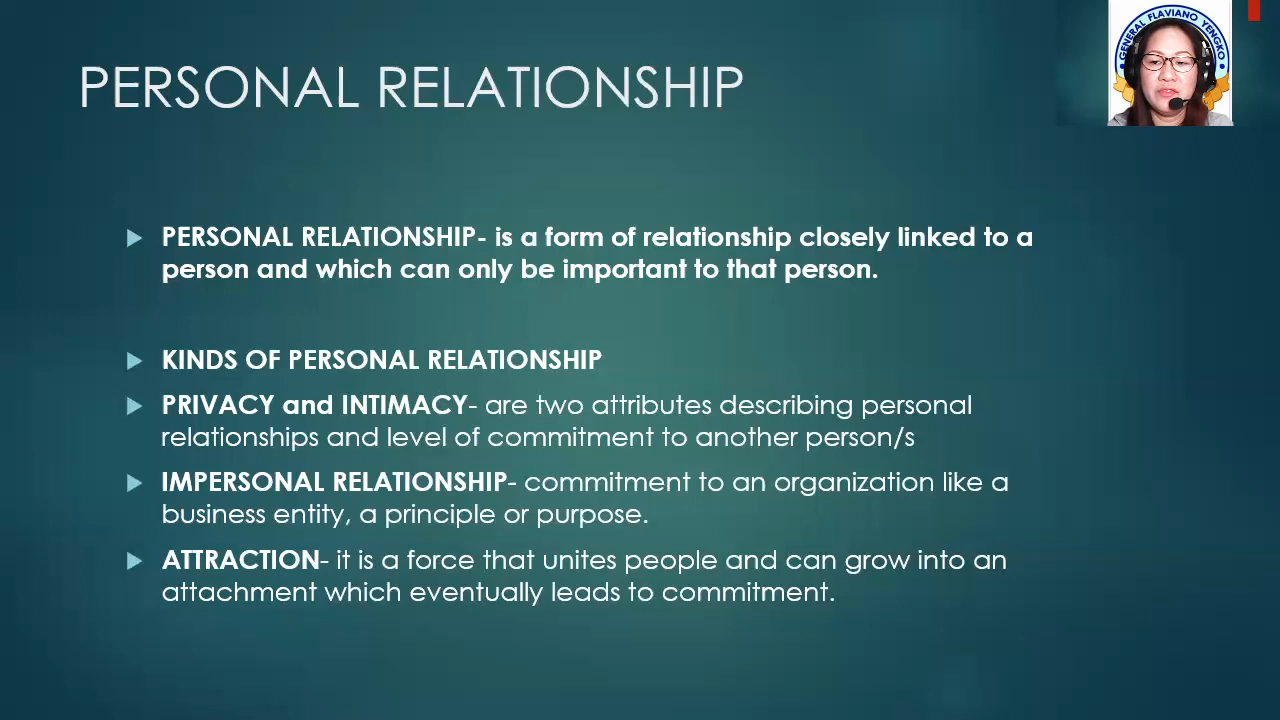 GENERAL FLAVIANO YENGKO
PERSONAL RELATIONSHIP
PERSONAL RELATIONSHIP- is a form of relationship closely linked to a
person and which can only be important to that person.
KINDS OF PERSONAL RELATIONSHIP
PRIVACY and INTIMACY- are two attributes describing personal
relationships and level of commitment to another person/s
IMPERSONAL RELATIONSHIP- commitment to an organization like a
business entity, a principle or purpose.
ATTRACTION- it is a force that unites people and can grow into an
attachment which eventually leads to commitment.